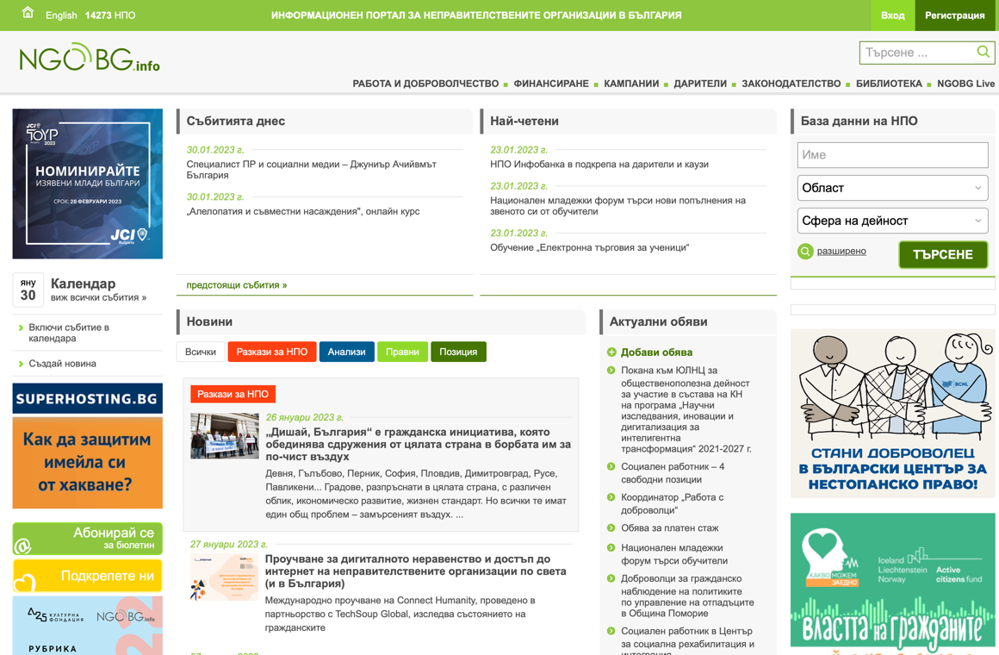 English 14273 НПО
ИНФОРМАЦИОНЕН ПОРТАЛ ЗА НЕПРАВИТЕЛСТВЕНИТЕ ОРГАНИЗАЦИИ В БЪЛГАРИЯ
Вход
Регистрация
NGOBG.info
Търсене ...
РАБОТА И ДОБРОВОЛЧЕСТВО
ФИНАНСИРАНЕ
КАМПАНИИ
ДАРИТЕЛИ
ЗАКОНОДАТЕЛСТВО
БИБЛИОТЕКА
NGOBG Live
JCI
TOYP
2023
НОМИНИРАЙТЕ
ИЗЯВЕНИ МЛАДИ БЪЛГАРИ
СРОК: 28 ФЕВРУАРИ 2023
JCI
Bulgaria
яну
30
Календар
виж всички събития »
Включи събитие в
календара
Създай новина
SUPERHOSTING.BG
Как да защитим
имейла си
от хакване?
Абонирай се
за бюлетин
Подкрепете ни
A25 КУЛТУРНА
ФОНДАЦИЯ
NGOBG.info
РУБРИКА
Събитията днес
30.01.2023 г.
Специалист ПР и социални медии – Джуниър Ачийвмът
България
30.01.2023 г.
„Алелопатия и съвместни насаждения", онлайн курс
предстоящи събития »
Най-четени
23.01.2023 г.
НПО Инфобанка в подкрепа на дарители и каузи
23.01.2023 г.
Национален младежки форум търси нови попълнения на
звеното си от обучители
23.01.2023 г.
Обучение „Електронна търговия за ученици“
Новини
Всички
Разкази за НПО
Анализи
Правни
Позиция
Разкази за НПО
26 януари 2023 г.
„Дишай, България“ е гражданска инициатива, която
обединява сдружения от цялата страна в борбата им за
по-чист въздух
Девня, Гълъбово, Перник, София, Пловдив, Димитровград, Русе,
Павликени... Градове, разпръснати в цялата страна, с различен
облик, икономическо развитие, жизнен стандарт. Но всички те имат
един общ проблем – замърсеният въздух. ...
27 януари 2023 г.
Проучване за дигиталното неравенство и достъп до
интернет на неправителствените организации по света
(и в България)
Международно проучване на Connect Humanity, проведено в
партньорство с TechSoup Global, изследва състоянието на
гражданските
Актуални обяви
Добави обява
Покана към ЮЛНЦ за
общественополезна дейност
за участие в състава на КН
на програма „Научни
изследвания, иновации и
дигитализация за
интелигентна
трансформация“ 2021-2027 г.
Социален работник – 4
свободни позиции
Координатор „Работа с
доброволци“
Обява за платен стаж
Национален младежки
форум търси обучители
Доброволци за гражданско
наблюдение на политиките
по управление на отпадъците
в Община Поморие
Социален работник в Център
за социална рехабилитация и
интеграция
База данни на НПО
Име
Област
Сфера на дейност
разширено
ТЪРСЕНЕ
BCNL
СТАНИ ДОБРОВОЛЕЦ
В БЪЛГАРСКИ ЦЕНТЪР ЗА
НЕСТОПАНСКО ПРАВО!
КАКВО МОЖЕМ
ЗАЕДНО
Iceland
Liechtenstein
Norway
Active
citizens fund
ВЛАСТТА на ГРАЖДАНИТЕ